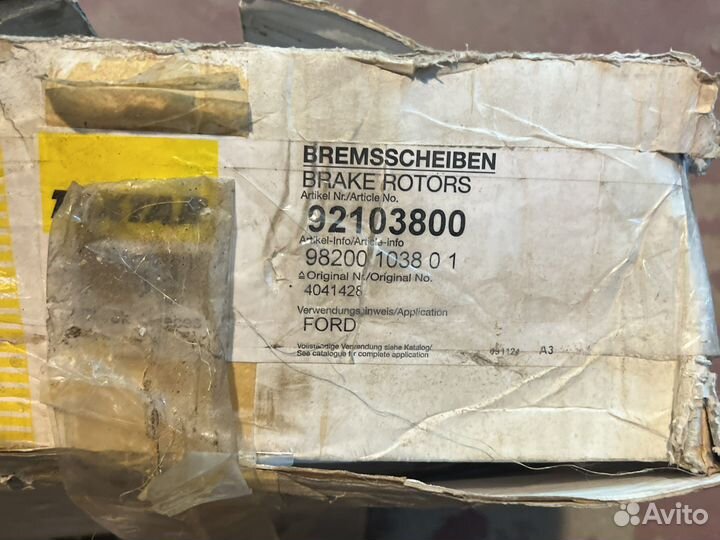 BREMSSCHEIBEN
BRAKE ROTORS
Artikel Nr./Article No.
92103800
Artikel-Info/Article-info
98200 1038 0 1
≙ Original Nr./Original No.
4041428
Verwendungshinweis/Application
FORD
Vollständige Verwendung siehe Katalog/
See catalogue for complete application
091124 A3
Avito